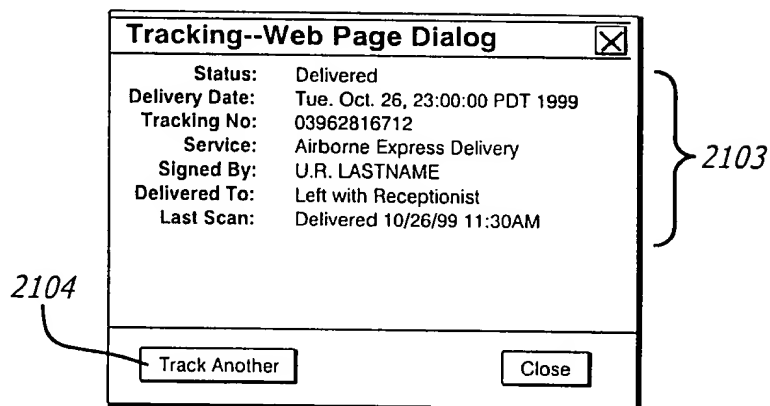 Tracking--Web Page Dialog
Status: Delivered
Delivery Date: Tue. Oct. 26, 23:00:00 PDT 1999
Tracking No: 03962816712
Service: Airborne Express Delivery
Signed By: U.R. LASTNAME
Delivered To: Left with Receptionist
Last Scan: Delivered 10/26/99 11:30AM
2103
2104
Track Another
Close